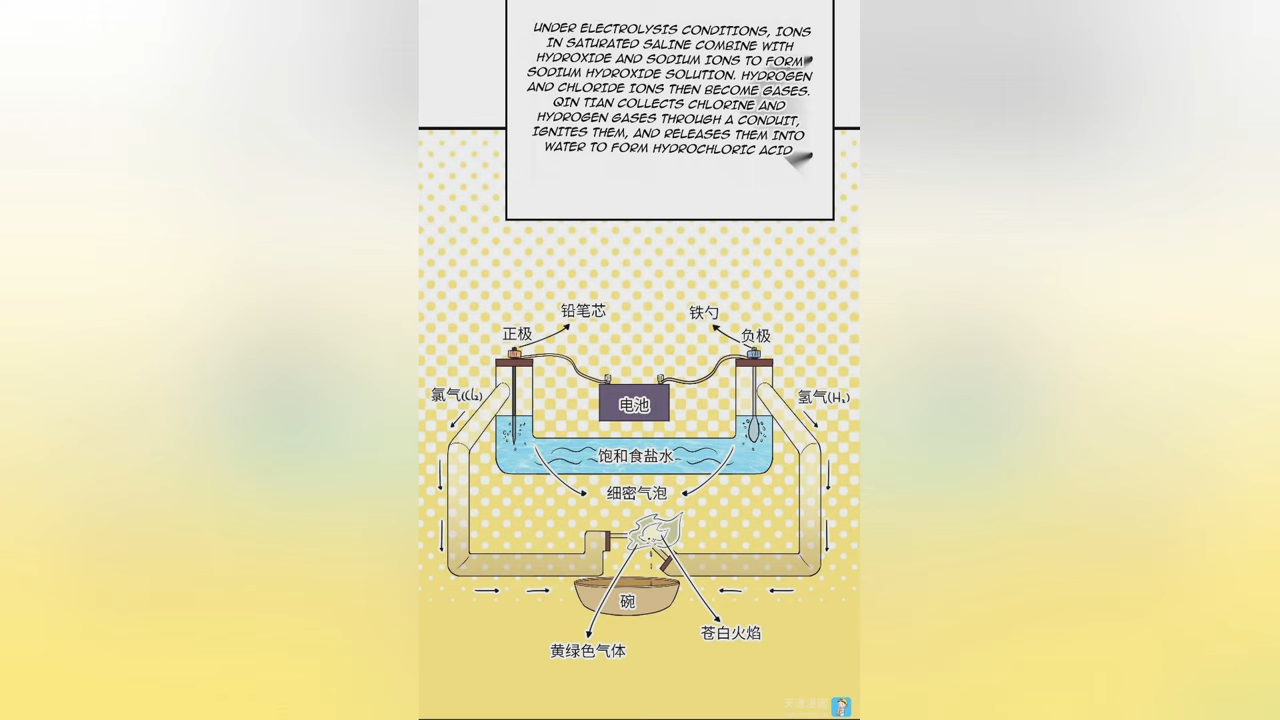 UNDER ELECTROLYSIS CONDITIONS, IONS
IN SATURATED SALINE COMBINE WITH
HYDROXIDE AND SODIUM IONS TO FORM
SODIUM HYDROXIDE SOLUTION. HYDROGEN
AND CHLORIDE IONS THEN BECOME GASES.
QIN TIAN COLLECTS CHLORINE AND
HYDROGEN GASES THROUGH A CONDUIT,
IGNITES THEM, AND RELEASES THEM INTO
WATER TO FORM HYDROCHLORIC ACID
铅笔芯
铁勺
正极
负极
氯气(CL₂)
氢气(H₂)
电池
饱和食盐水
细密气泡
碗
苍白火焰
黄绿色气体